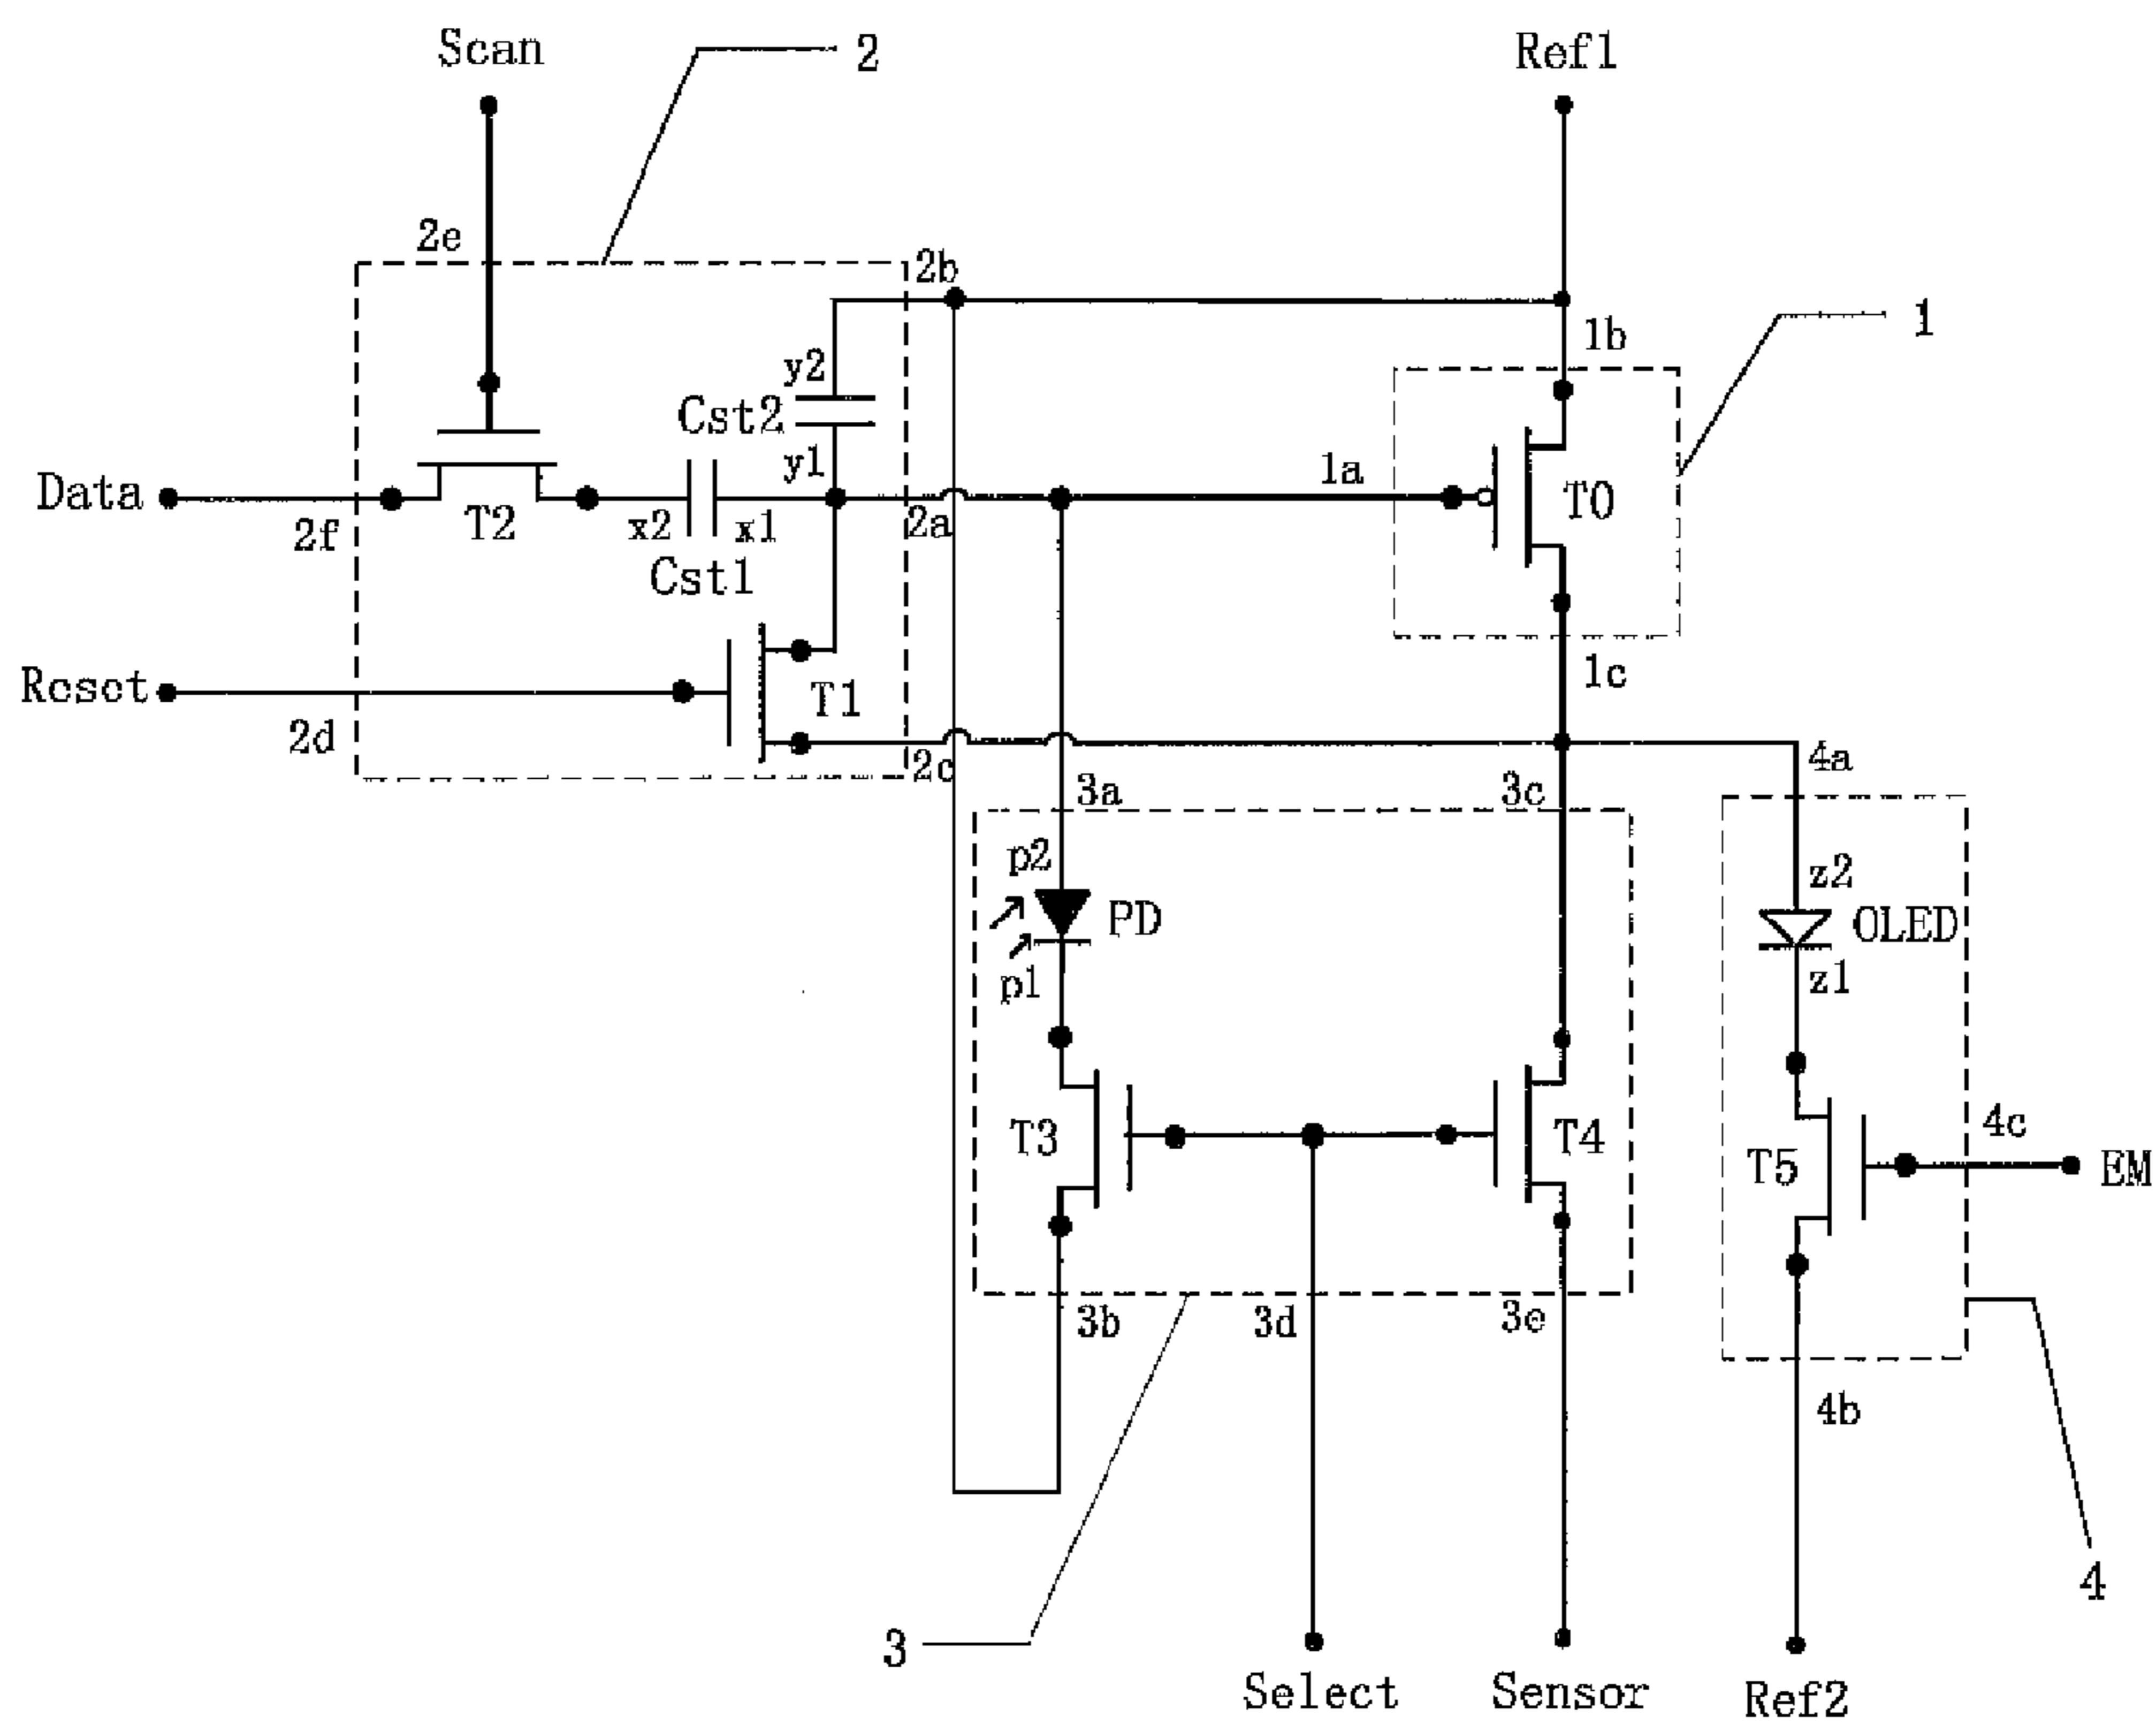 Scan
2
Ref1
2e
2b
1b
1
y2
Cst2
y1
1a
Data
T2
x2
x1
2a
T0
2f
Cst1
Reset
T1
1c
2d
2c
3a
3c
4a
p2
PD
z2
OLED
p1
z1
T3
T4
T5
4c
EM
3b
3d
3e
4b
4
3
Select
Sensor
Ref2